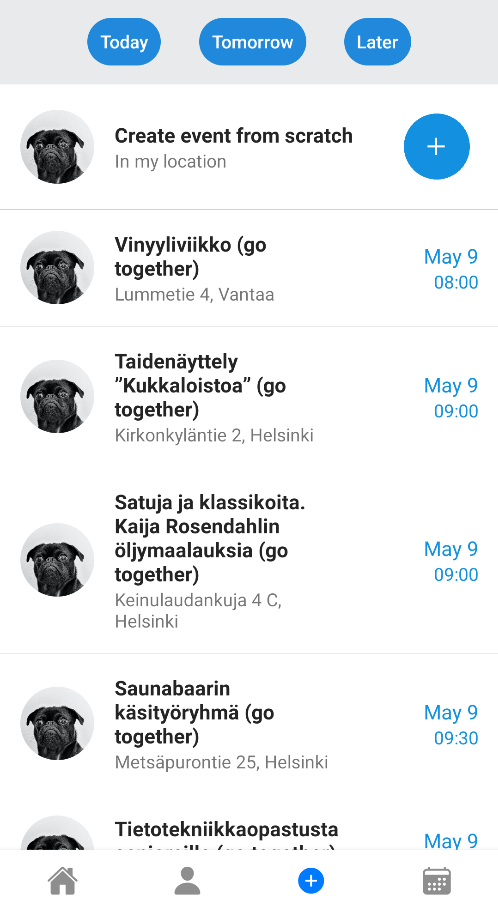 Today
Tomorrow
Later
Create event from scratch
In my location
Vinyyliviikko (go
together)
Lummetie 4, Vantaa
May 9
08:00
Taidenäyttely
”Kukkaloistoa” (go
together)
Kirkonkyläntie 2, Helsinki
May 9
09:00
Satuja ja klassikoita.
Kaija Rosendahlin
öljymaalauksia (go
together)
Keinulaudankuja 4 C,
Helsinki
May 9
09:00
Saunabaarin
käsityöryhmä (go
together)
Metsäpurontie 25, Helsinki
May 9
09:30
Tietotekniikkaopastusta
senioreille (go together)
May 9